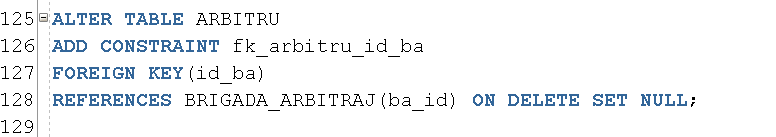 125 ALTER TABLE ARBITRU
126 ADD CONSTRAINT fk_arbitru_id_ba
127 FOREIGN KEY(id_ba)
128 REFERENCES BRIGADA_ARBITRAJ(ba_id) ON DELETE SET NULL;
129